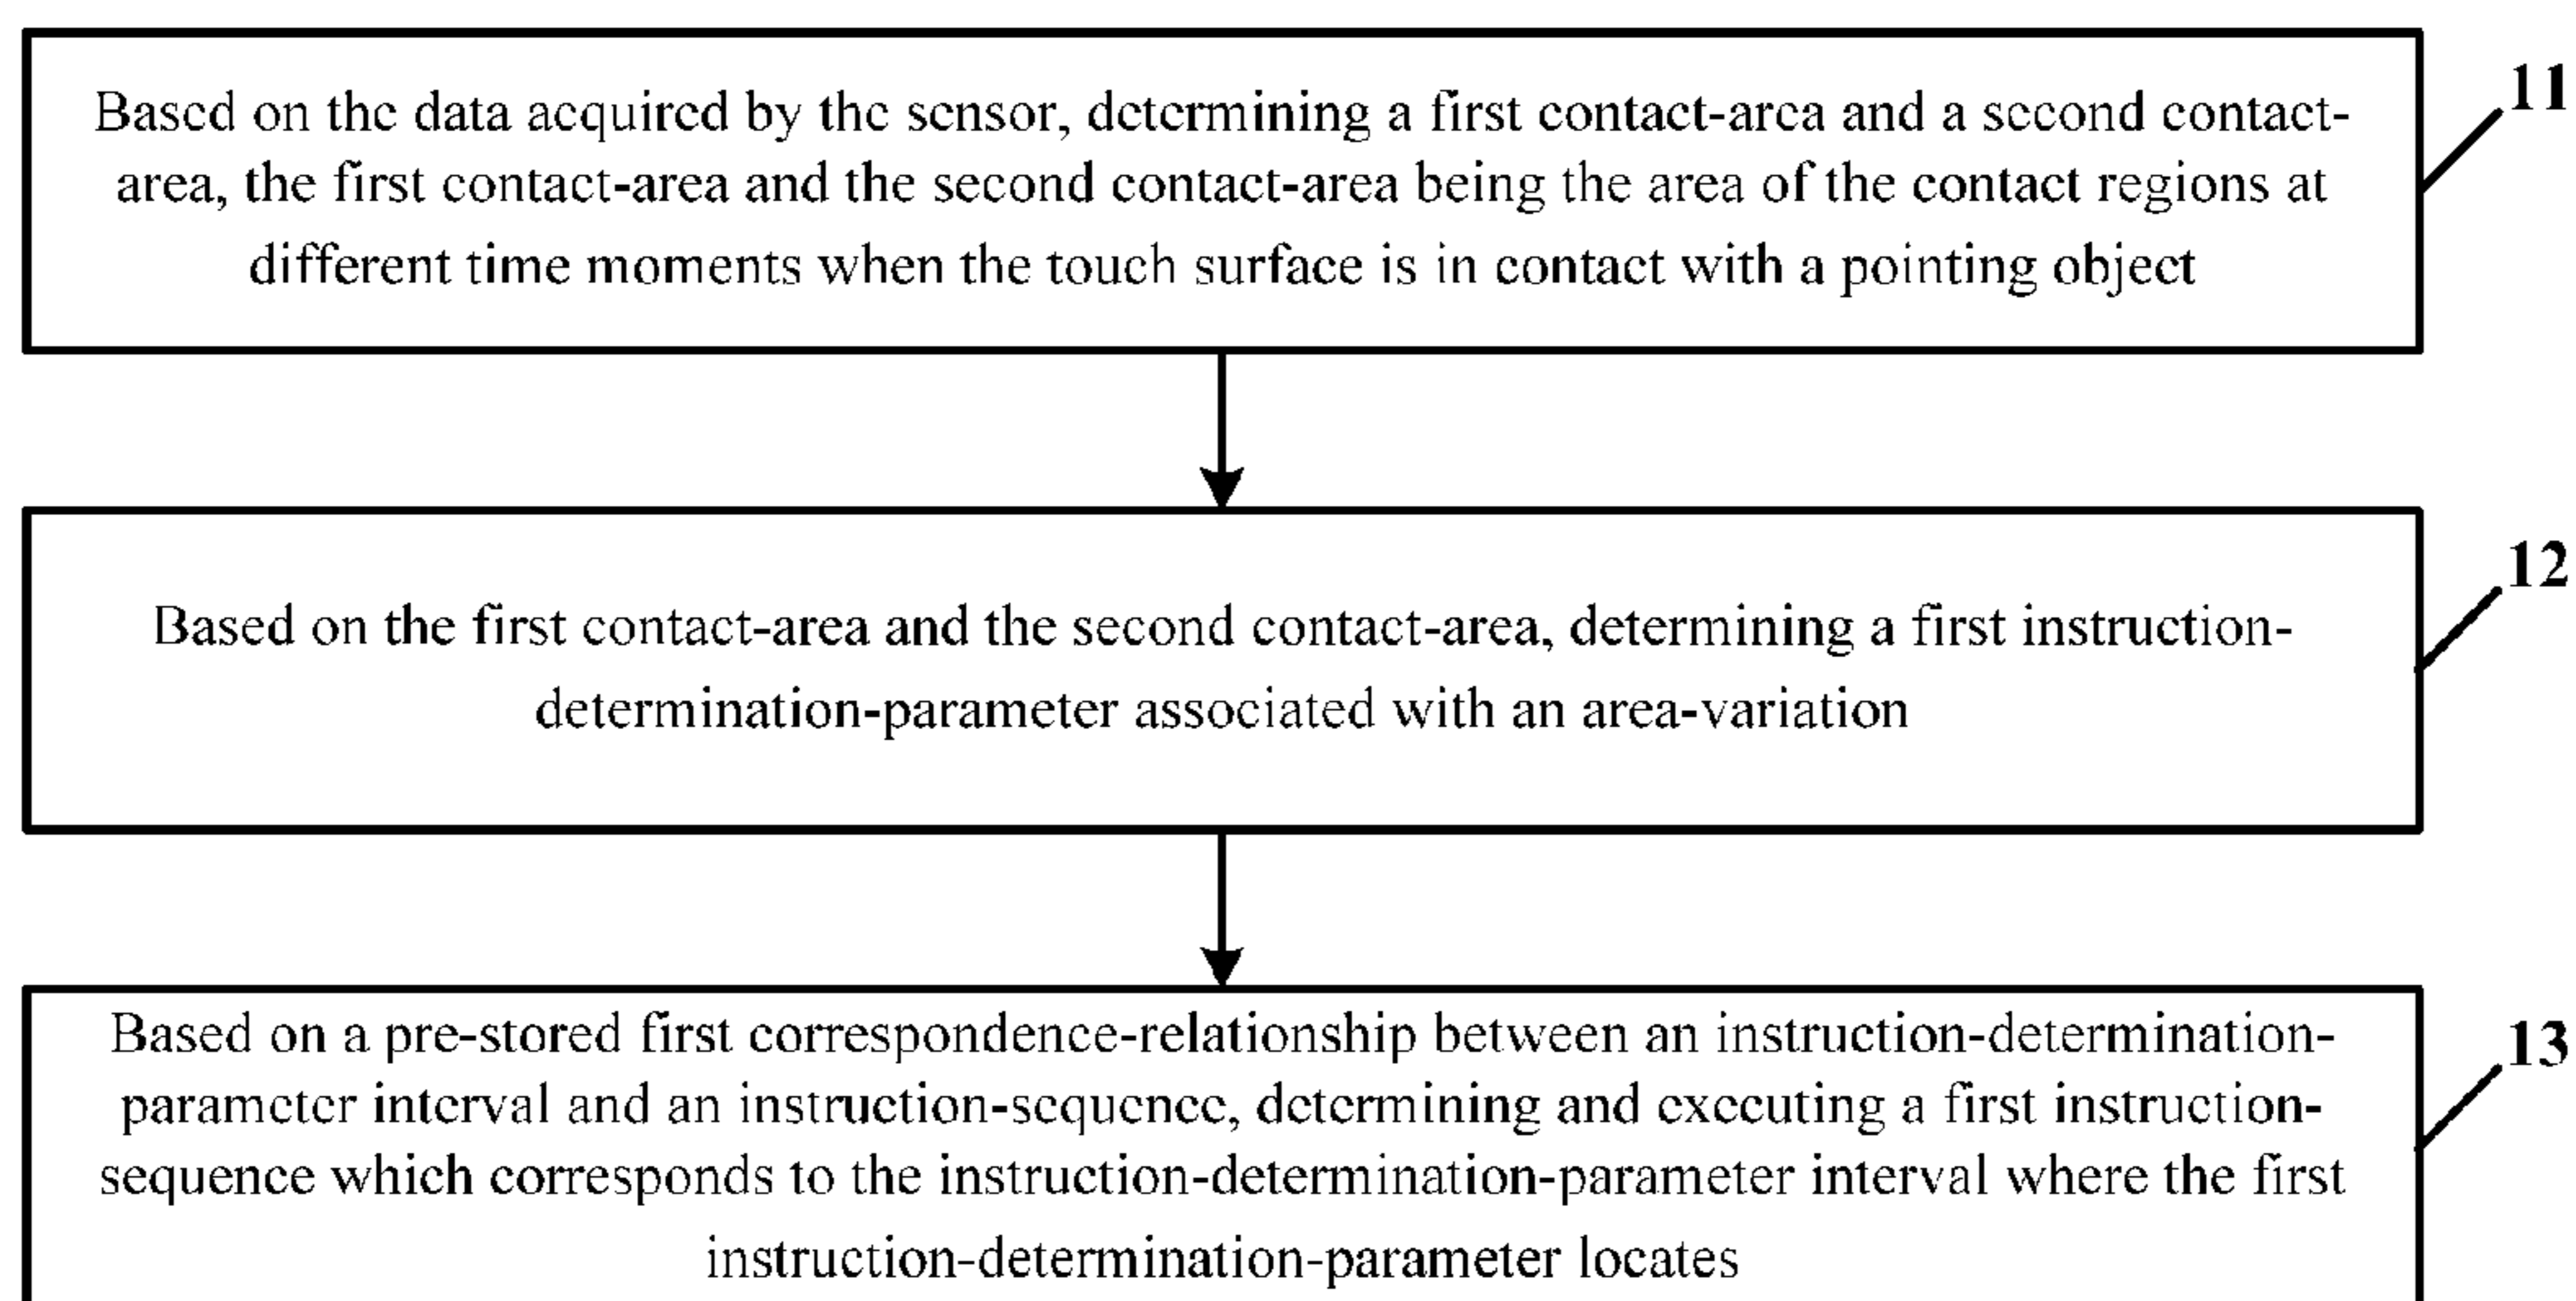 Based on the data acquired by the sensor, determining a first contact-area and a second contact-
area, the first contact-area and the second contact-area being the area of the contact regions at
different time moments when the touch surface is in contact with a pointing object
11
Based on the first contact-area and the second contact-area, determining a first instruction-
determination-parameter associated with an area-variation
12
Based on a pre-stored first correspondence-relationship between an instruction-determination-
parameter interval and an instruction-sequence, determining and executing a first instruction-
sequence which corresponds to the instruction-determination-parameter interval where the first
instruction-determination-parameter locates
13